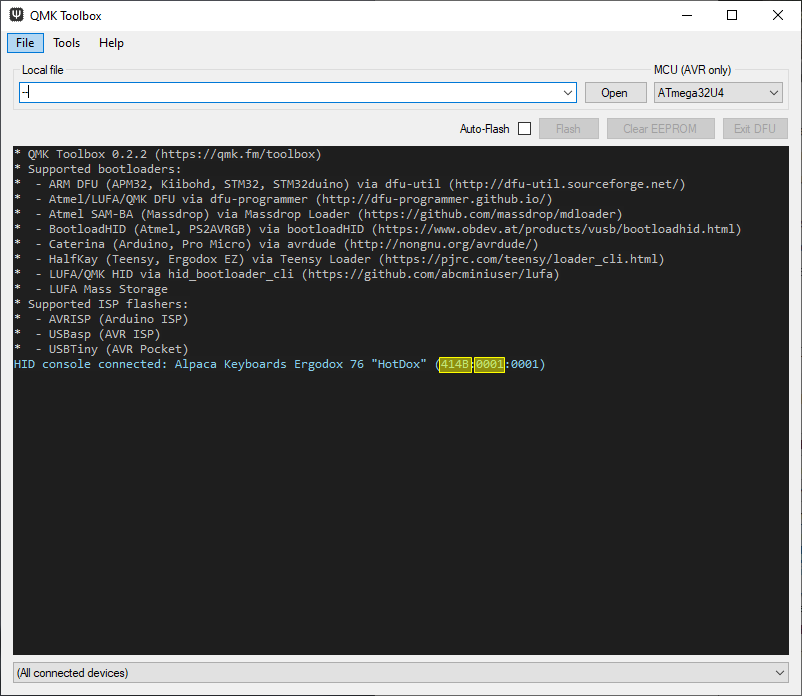 QMK Toolbox
File Tools Help
Local file MCU (AVR only)
-- Open ATmega32U4
Auto-Flash Flash Clear EEPROM Exit DFU
* QMK Toolbox 0.2.2 (https://qmk.fm/toolbox)
* Supported bootloaders:
*  - ARM DFU (APM32, Kiibohd, STM32, STM32duino) via dfu-util (http://dfu-util.sourceforge.net/)
*  - Atmel/LUFA/QMK DFU via dfu-programmer (http://dfu-programmer.github.io/)
*  - Atmel SAM-BA (Massdrop) via Massdrop Loader (https://github.com/massdrop/mdloader)
*  - BootloadHID (Atmel, PS2AVRGB) via bootloadHID (https://www.obdev.at/products/vusb/bootloadhid.html)
*  - Caterina (Arduino, Pro Micro) via avrdude (http://nongnu.org/avrdude/)
*  - HalfKay (Teensy, Ergodox EZ) via Teensy Loader (https://pjrc.com/teensy/loader_cli.html)
*  - LUFA/QMK HID via hid_bootloader_cli (https://github.com/abcminiuser/lufa)
*  - LUFA Mass Storage
* Supported ISP flashers:
*  - AVRISP (Arduino ISP)
*  - USBasp (AVR ISP)
*  - USBTiny (AVR Pocket)
HID console connected: Alpaca Keyboards Ergodox 76 "HotDox" (414B:0001:0001)
(All connected devices)